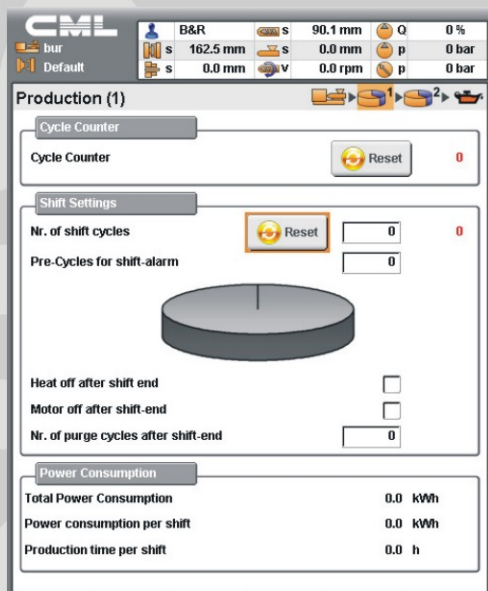 CML B&R s 90.1 mm Q 0 %
bur s 162.5 mm s 0.0 mm p 0 bar
Default s 0.0 mm v 0.0 rpm p 0 bar
Production (1) 1 2
Cycle Counter
Cycle Counter Reset 0
Shift Settings
Nr. of shift cycles Reset 0 0
Pre-Cycles for shift-alarm 0
Heat off after shift end
Motor off after shift-end
Nr. of purge cycles after shift-end 0
Power Consumption
Total Power Consumption 0.0 kWh
Power consumption per shift 0.0 kWh
Production time per shift 0.0 h